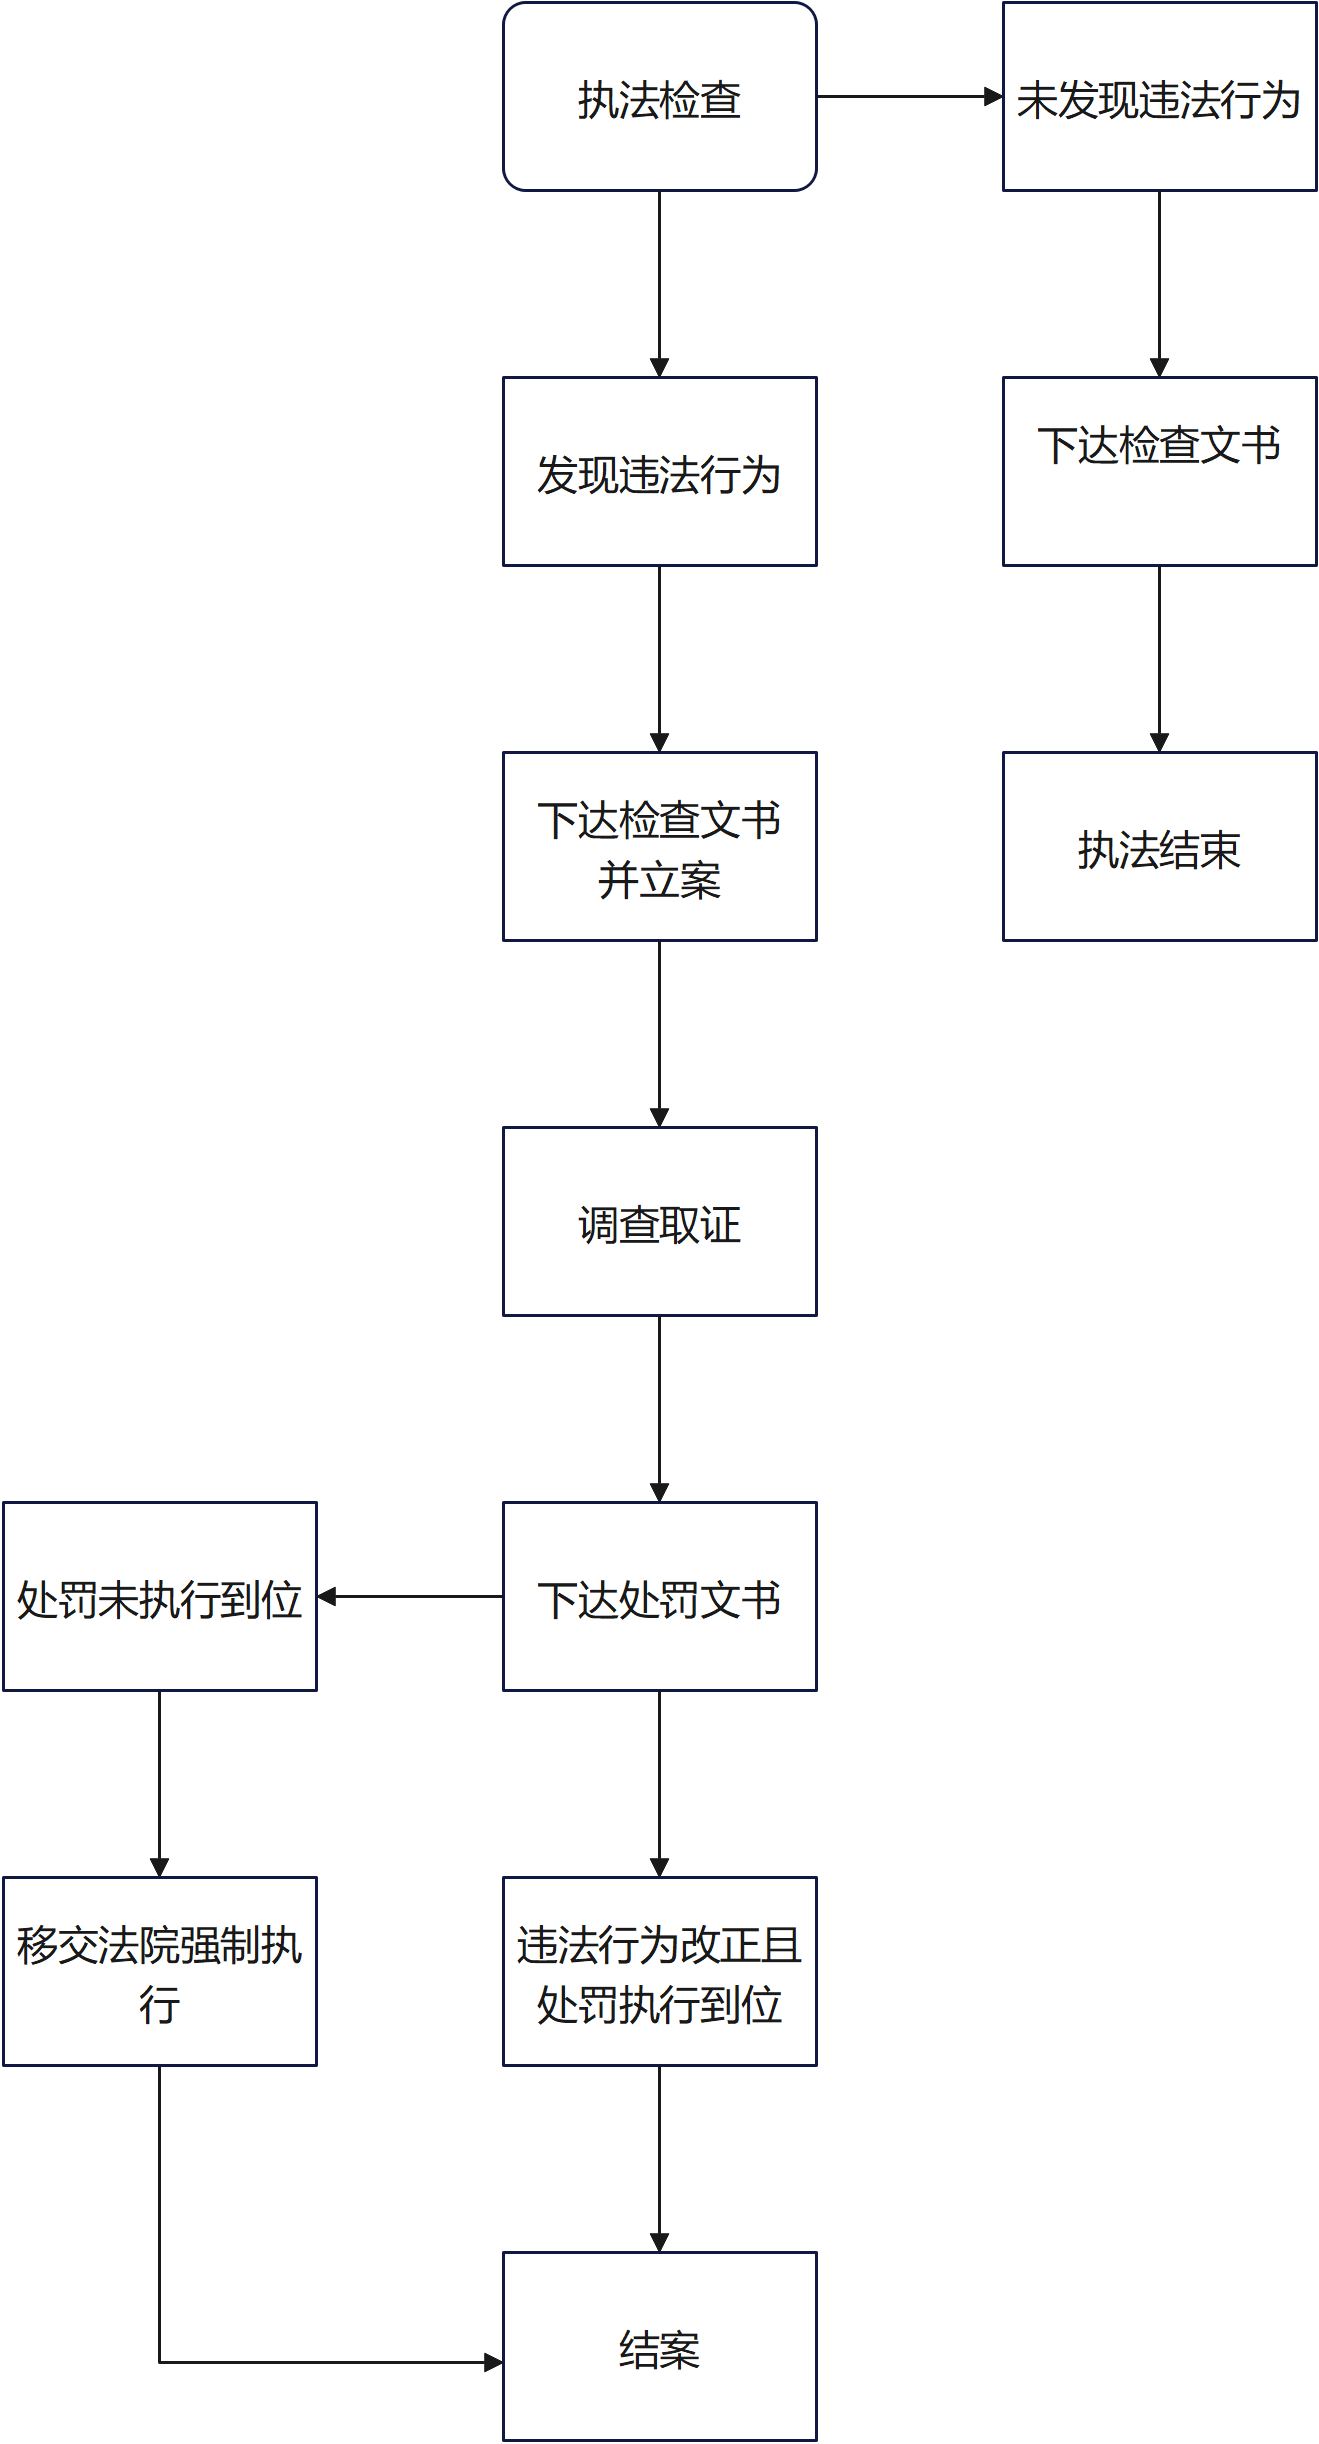 执法检查
未发现违法行为
发现违法行为
下达检查文书
下达检查文书
并立案
执法结束
调查取证
处罚未执行到位
下达处罚文书
移交法院强制执
行
违法行为改正且
处罚执行到位
结案